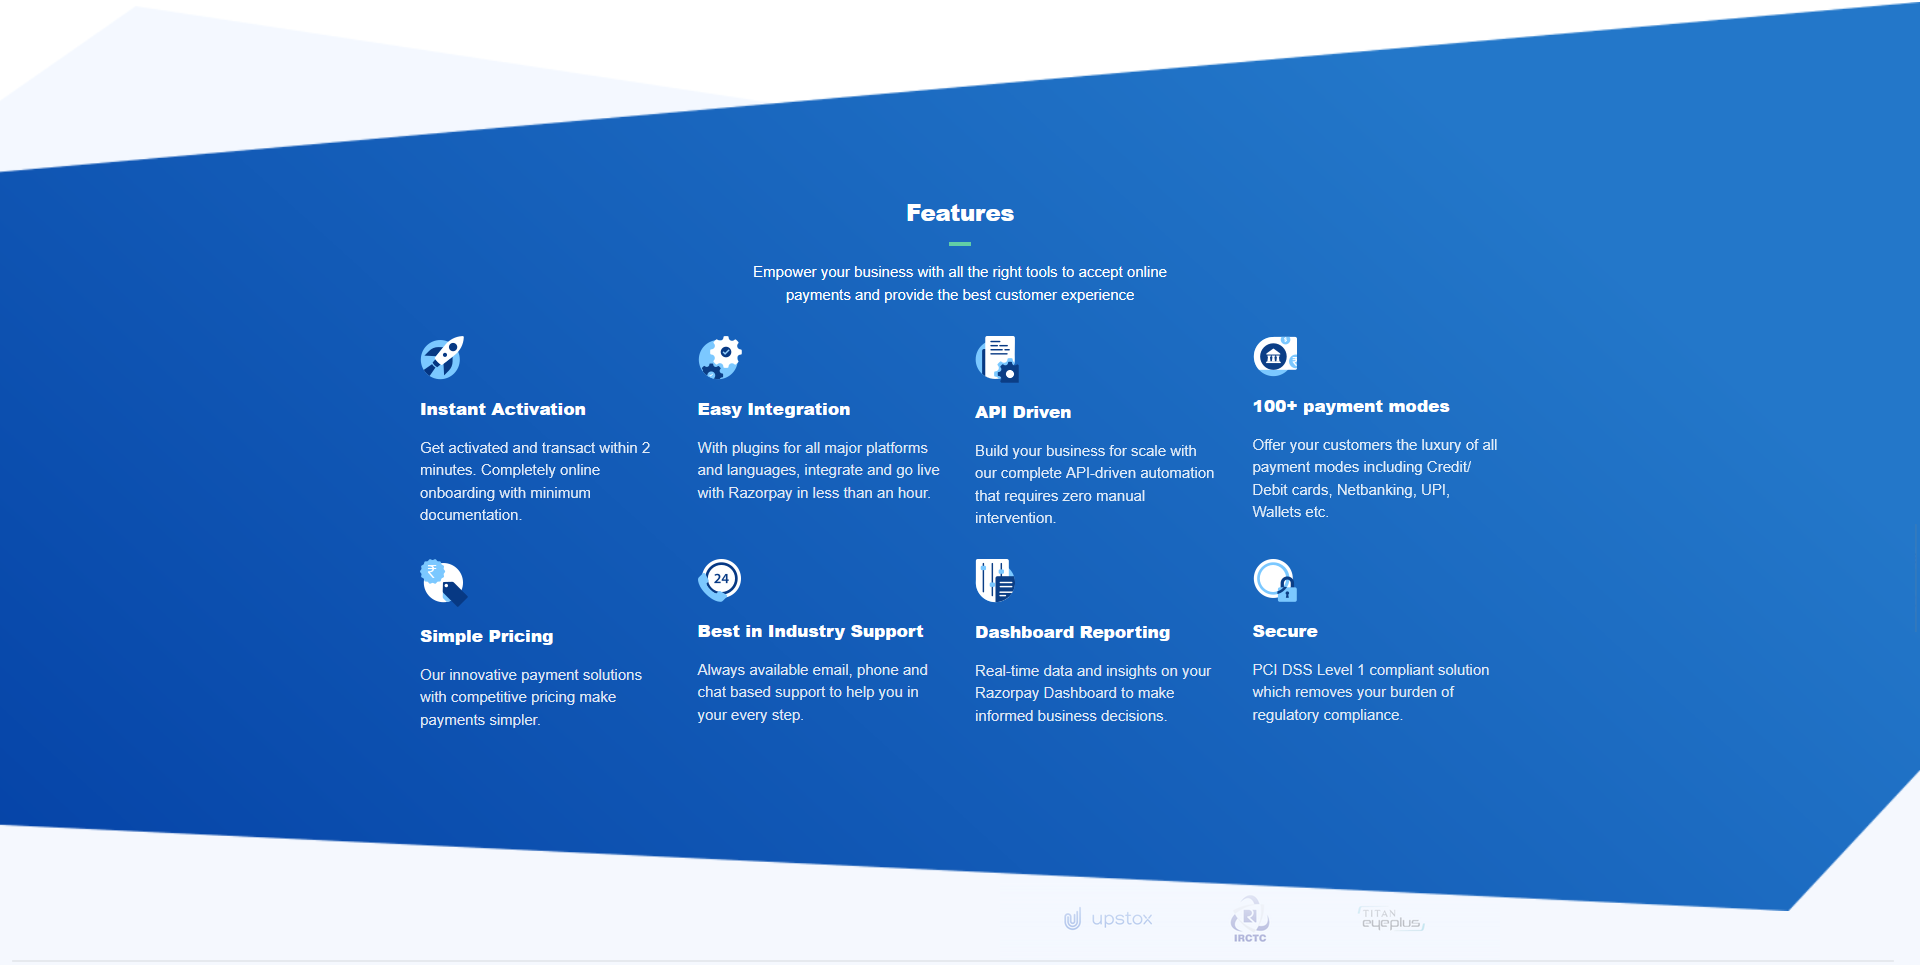 Features
Empower your business with all the right tools to accept online
payments and provide the best customer experience
Instant Activation
Get activated and transact within 2
minutes. Completely online
onboarding with minimum
documentation.
Easy Integration
With plugins for all major platforms
and languages, integrate and go live
with Razorpay in less than an hour.
API Driven
Build your business for scale with
our complete API-driven automation
that requires zero manual
intervention.
100+ payment modes
Offer your customers the luxury of all
payment modes including Credit/
Debit cards, Netbanking, UPI,
Wallets etc.
₹
Simple Pricing
Our innovative payment solutions
with competitive pricing make
payments simpler.
24
Best in Industry Support
Always available email, phone and
chat based support to help you in
your every step.
Dashboard Reporting
Real-time data and insights on your
Razorpay Dashboard to make
informed business decisions.
Secure
PCI DSS Level 1 compliant solution
which removes your burden of
regulatory compliance.
upstox
IRCTC
TITAN
eyeplus